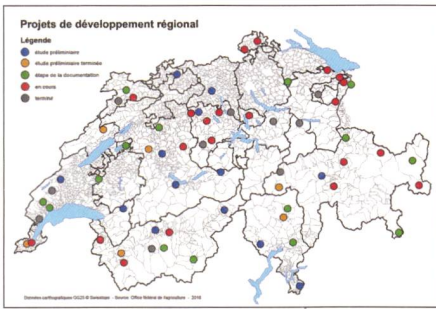 Projets de développement régional
Légende
étude préliminaire
étude préliminaire terminée
étape de la documentation
en cours
terminé
Données cartographiques GG25 © Swisstopo - Source: Office fédéral de l'agriculture - 2016